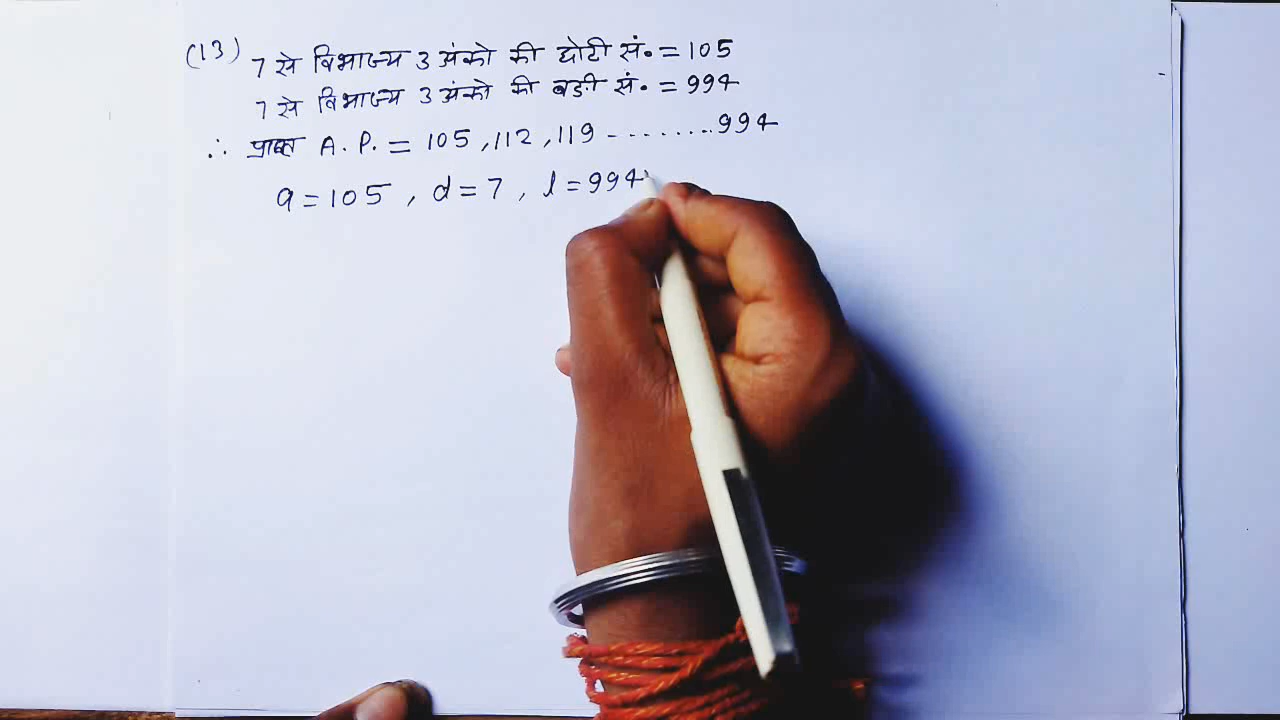 (13) 7 से विभाज्य 3 अंको की छोटी सं॰ = 105
7 से विभाज्य 3 अंको की बड़ी सं॰ = 994
∴ प्राप्त A.P. = 105, 112, 119 - ........ 994
a = 105, d = 7, l = 994